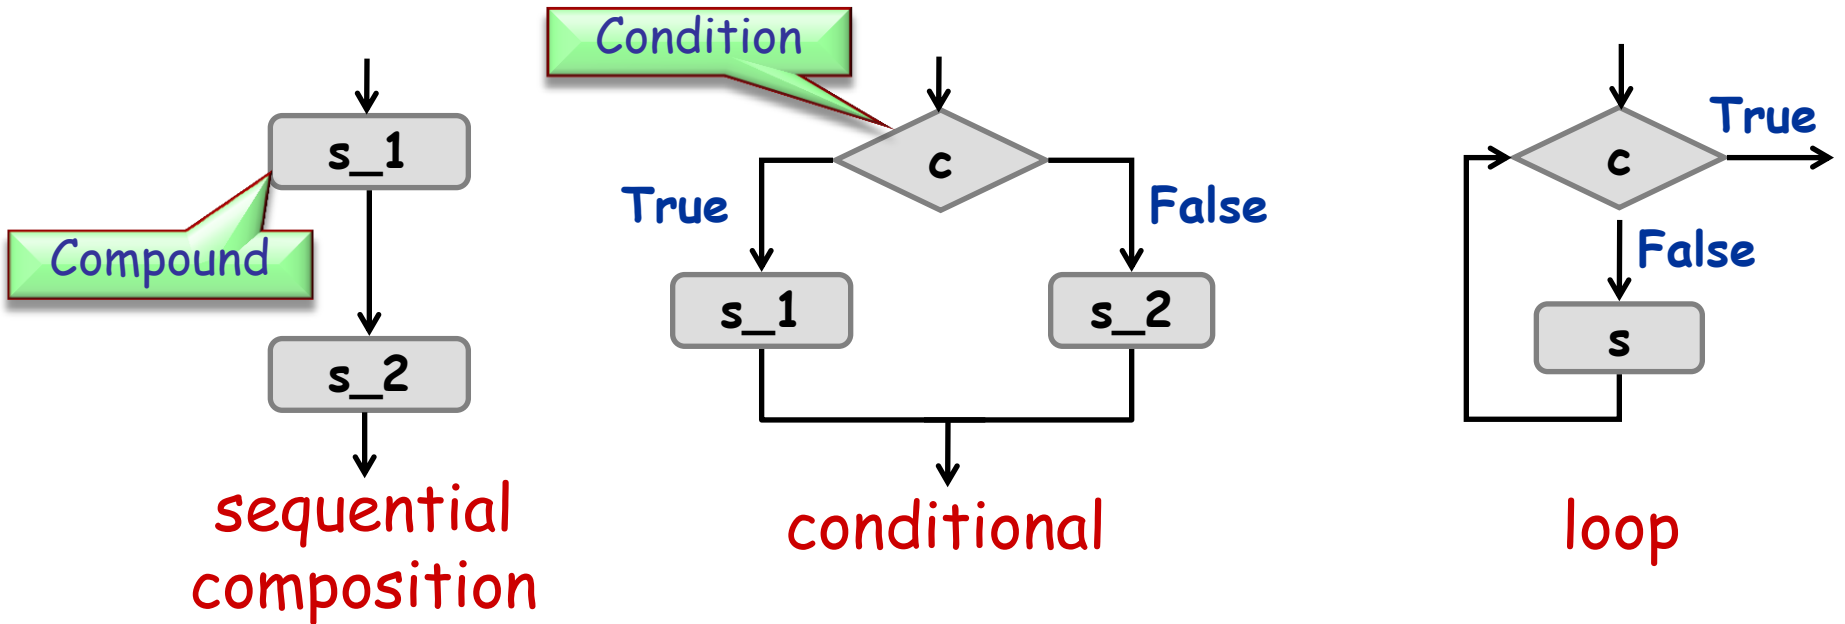 s_1
Compound
s_2
sequential
composition
Condition
c
True
False
s_1
s_2
conditional
c
True
False
s
loop